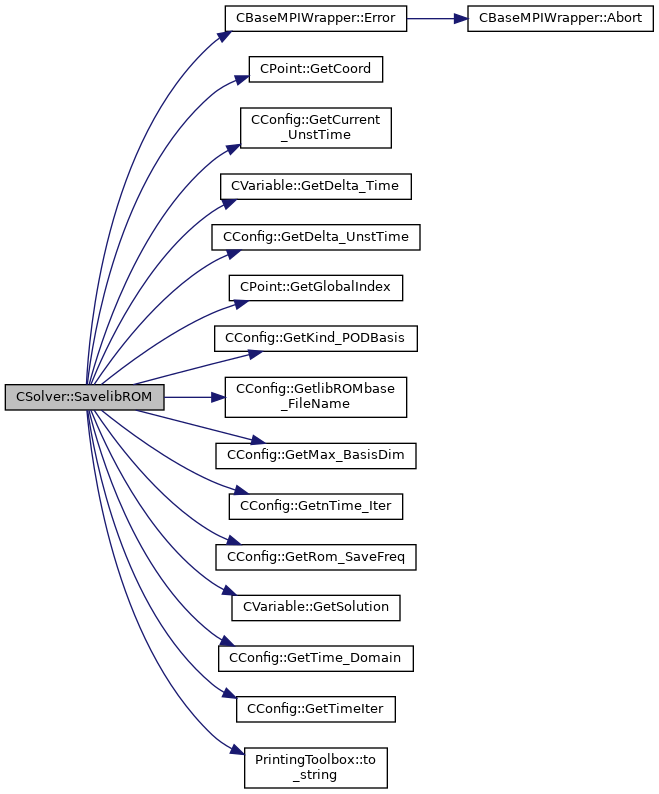 CSolver::SavelibROM
CBaseMPIWrapper::Error
CBaseMPIWrapper::Abort
CPoint::GetCoord
CConfig::GetCurrent
_UnstTime
CVariable::GetDelta_Time
CConfig::GetDelta_UnstTime
CPoint::GetGlobalIndex
CConfig::GetKind_PODBasis
CConfig::GetlibROMbase
_FileName
CConfig::GetMax_BasisDim
CConfig::GetnTime_Iter
CConfig::GetRom_SaveFreq
CVariable::GetSolution
CConfig::GetTime_Domain
CConfig::GetTimeIter
PrintingToolbox::to
_string